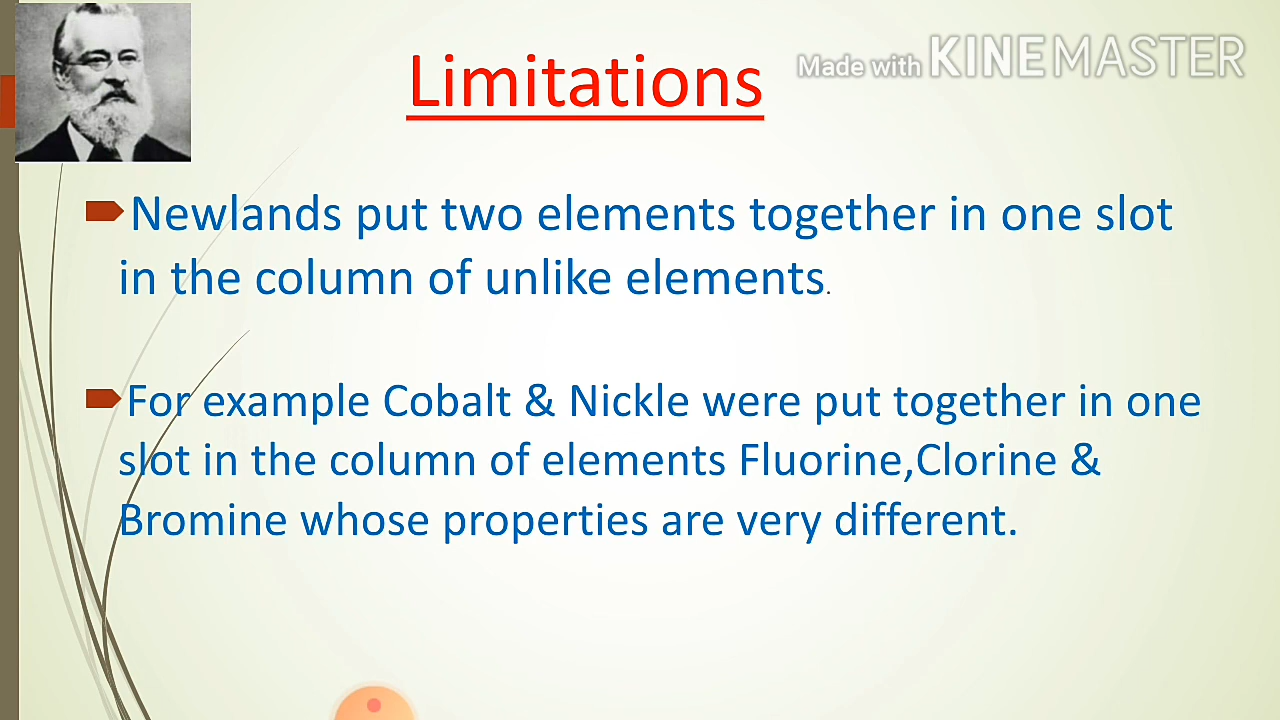 Limitations
Made with KINEMASTER
Newlands put two elements together in one slot
in the column of unlike elements.
For example Cobalt & Nickle were put together in one
slot in the column of elements Fluorine,Clorine &
Bromine whose properties are very different.